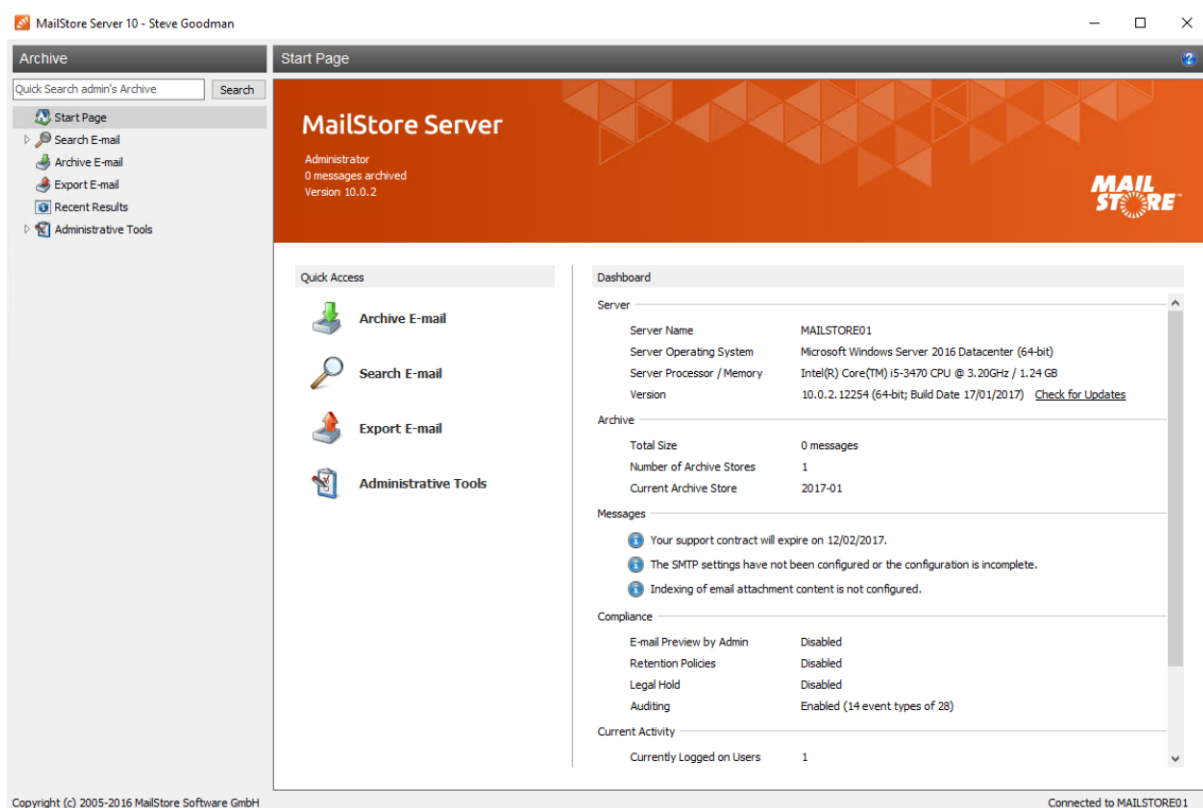 MailStore Server 10 - Steve Goodman
Archive
Start Page
Quick Search admin's Archive
Search
Start Page
Search E-mail
Archive E-mail
Export E-mail
Recent Results
Administrative Tools
MailStore Server
Administrator
0 messages archived
Version 10.0.2
MAIL
STORE™
Quick Access
Archive E-mail
Search E-mail
Export E-mail
Administrative Tools
Dashboard
Server
Server Name MAILSTORE01
Server Operating System Microsoft Windows Server 2016 Datacenter (64-bit)
Server Processor / Memory Intel(R) Core(TM) i5-3470 CPU @ 3.20GHz / 1.24 GB
Version 10.0.2.12254 (64-bit; Build Date 17/01/2017) Check for Updates
Archive
Total Size 0 messages
Number of Archive Stores 1
Current Archive Store 2017-01
Messages
Your support contract will expire on 12/02/2017.
The SMTP settings have not been configured or the configuration is incomplete.
Indexing of email attachment content is not configured.
Compliance
E-mail Preview by Admin Disabled
Retention Policies Disabled
Legal Hold Disabled
Auditing Enabled (14 event types of 28)
Current Activity
Currently Logged on Users 1
Copyright (c) 2005-2016 MailStore Software GmbH
Connected to MAILSTORE01